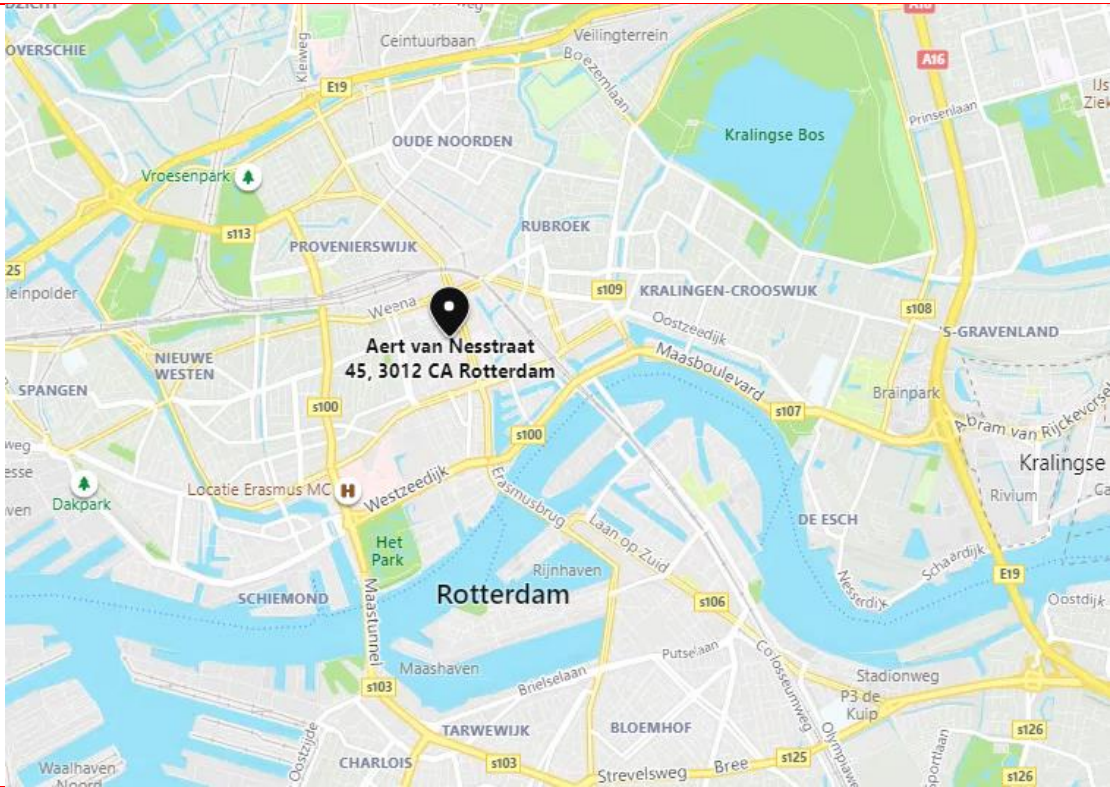 OVERSCHIE
Kleiweg
Ceintuurbaan
Veilingterrein
Boezemlaan
A16
E19
Prinsenlaan
OUDE NOORDEN
Kralingse Bos
Vroesenpark
s113
PROVENIERSWIJK
RUBROEK
25
Weena
s109
KRALINGEN-CROOSWIJK
s108
Oostzeedijk
'S-GRAVENLAND
Aert van Nesstraat
45, 3012 CA Rotterdam
NIEUWE
WESTEN
Maasboulevard
SPANGEN
s100
s107
Brainpark
Abram van Rijckevorsel
s100
Kralingse
Locatie Erasmus MC
H
Westzeedijk
Erasmusbrug
Rivium
Dakpark
Laan op Zuid
DE ESCH
Het
Park
Rijnhaven
Schaardijk
Nesserdijk
E19
SCHIEMOND
Rotterdam
s106
Oostdijk
Maastunnel
Maashaven
Putselaan
Colosseumweg
Brielselaan
Stadionweg
s103
P3 de
Kuip
TARWEWIJK
BLOEMHOF
s126
CHARLOIS
s103
Bree
s125
Strevelsweg
Waalhaven
Noord
s126